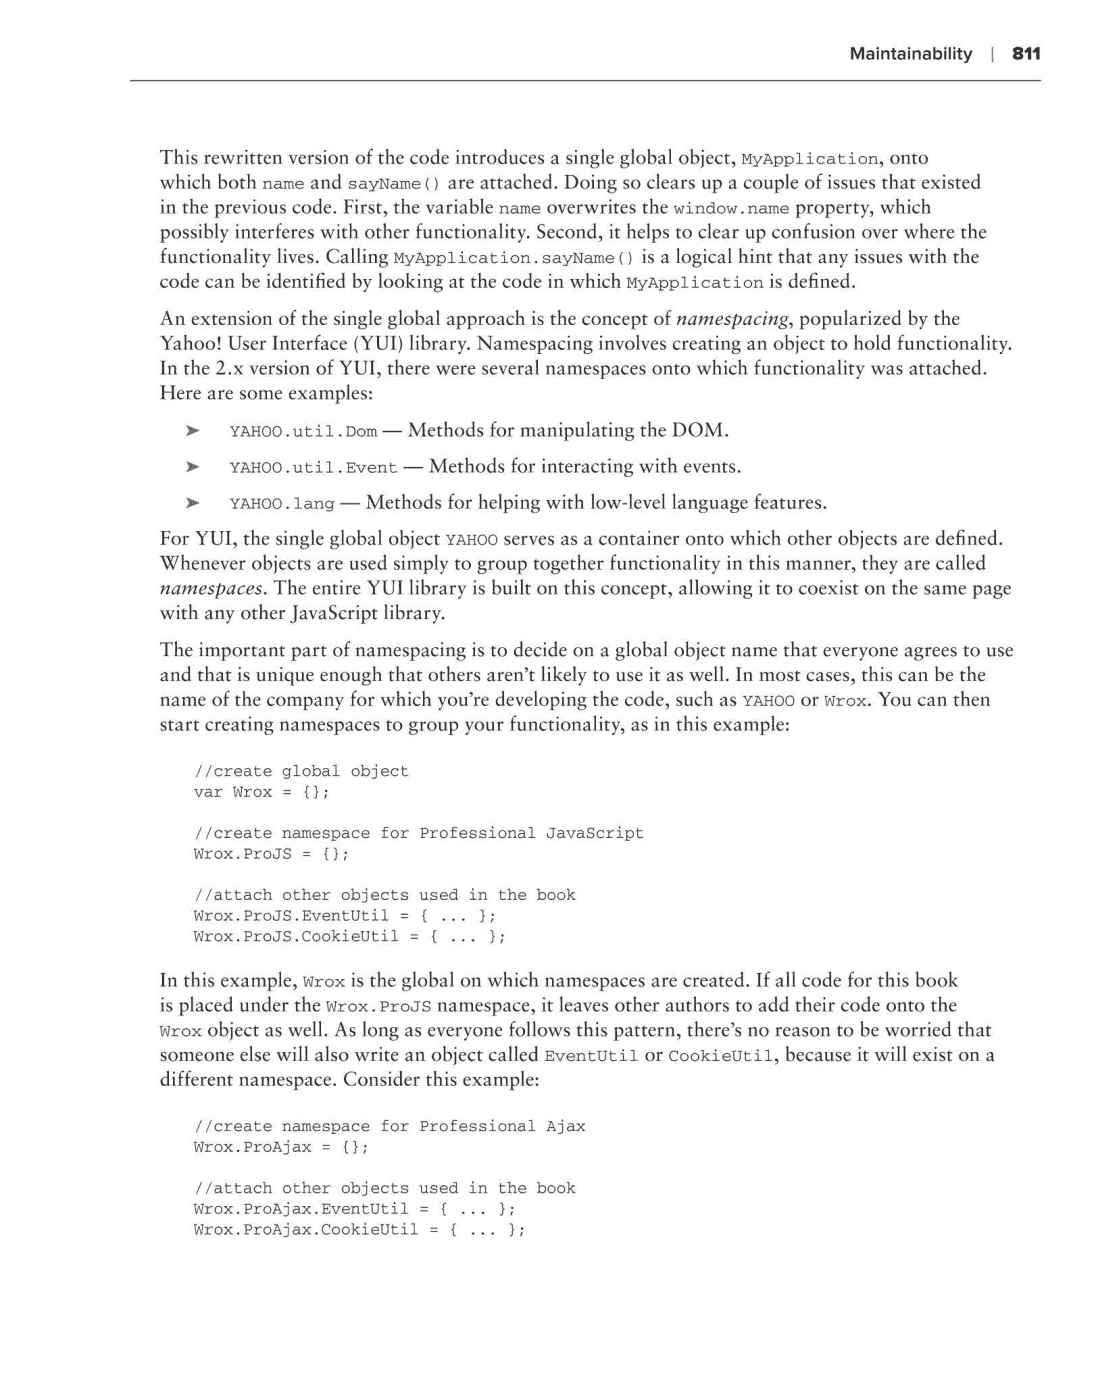 Maintainability | 811
This rewritten version of the code introduces a single global object, MyApplication, onto
which both name and sayName() are attached. Doing so clears up a couple of issues that existed
in the previous code. First, the variable name overwrites the window.name property, which
possibly interferes with other functionality. Second, it helps to clear up confusion over where the
functionality lives. Calling MyApplication.sayName() is a logical hint that any issues with the
code can be identified by looking at the code in which MyApplication is defined.
An extension of the single global approach is the concept of namespacing, popularized by the
Yahoo! User Interface (YUI) library. Namespacing involves creating an object to hold functionality.
In the 2.x version of YUI, there were several namespaces onto which functionality was attached.
Here are some examples:
➤ YAHOO.util.Dom — Methods for manipulating the DOM.
➤ YAHOO.util.Event — Methods for interacting with events.
➤ YAHOO.lang — Methods for helping with low-level language features.
For YUI, the single global object YAHOO serves as a container onto which other objects are defined.
Whenever objects are used simply to group together functionality in this manner, they are called
namespaces. The entire YUI library is built on this concept, allowing it to coexist on the same page
with any other JavaScript library.
The important part of namespacing is to decide on a global object name that everyone agrees to use
and that is unique enough that others aren't likely to use it as well. In most cases, this can be the
name of the company for which you're developing the code, such as YAHOO or Wrox. You can then
start creating namespaces to group your functionality, as in this example:
//create global object
var Wrox = {};
//create namespace for Professional JavaScript
Wrox.ProJS = {};
//attach other objects used in the book
Wrox.ProJS.EventUtil = { ... };
Wrox.ProJS.CookieUtil = { ... };
In this example, Wrox is the global on which namespaces are created. If all code for this book
is placed under the Wrox.ProJS namespace, it leaves other authors to add their code onto the
Wrox object as well. As long as everyone follows this pattern, there's no reason to be worried that
someone else will also write an object called EventUtil or CookieUtil, because it will exist on a
different namespace. Consider this example:
//create namespace for Professional Ajax
Wrox.ProAjax = {};
//attach other objects used in the book
Wrox.ProAjax.EventUtil = { ... };
Wrox.ProAjax.CookieUtil = { ... };